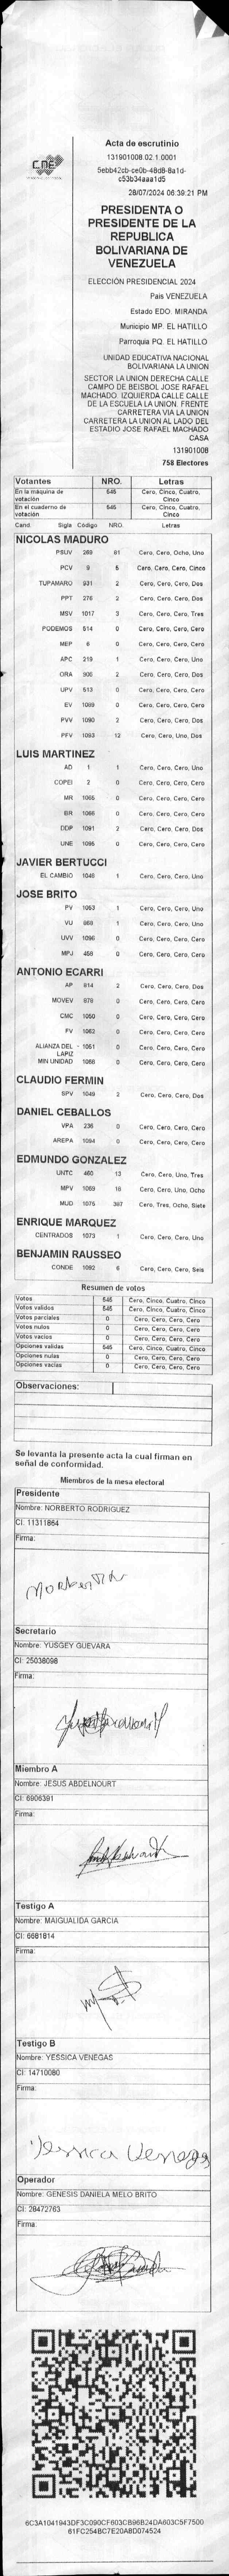 CNE
Acta de escrutinio
131901008.02.1.0001
5ebb42cb-ce0b-48d8-8a1d-
c53b34aaa1d5
28/07/2024 06:39:21 PM
PRESIDENTA O
PRESIDENTE DE LA
REPUBLICA
BOLIVARIANA DE
VENEZUELA
ELECCIÓN PRESIDENCIAL 2024
País VENEZUELA
Estado EDO. MIRANDA
Municipio MP. EL HATILLO
Parroquia PQ. EL HATILLO
UNIDAD EDUCATIVA NACIONAL
BOLIVARIANA LA UNION
SECTOR LA UNION DERECHA CALLE
CAMPO DE BEISBOL JOSE RAFAEL
MACHADO. IZQUIERDA CALLE CALLE
DE LA ESCUELA LA UNION. FRENTE
CARRETERA VIA LA UNION
CARRETERA LA UNION AL LADO DEL
ESTADIO JOSE RAFAEL MACHADO
CASA
131901008
758 Electores
Votantes NRO. Letras
En la máquina de votación 545 Cero, Cinco, Cuatro, Cinco
En el cuaderno de votación 545 Cero, Cinco, Cuatro, Cinco
Cand. Sigla Código NRO. Letras
NICOLAS MADURO
PSUV 269 81 Cero, Cero, Ocho, Uno
PCV 9 5 Cero, Cero, Cero, Cinco
TUPAMARO 931 2 Cero, Cero, Cero, Dos
PPT 276 2 Cero, Cero, Cero, Dos
MSV 1017 3 Cero, Cero, Cero, Tres
PODEMOS 514 0 Cero, Cero, Cero, Cero
MEP 6 0 Cero, Cero, Cero, Cero
APC 219 1 Cero, Cero, Cero, Uno
ORA 906 2 Cero, Cero, Cero, Dos
UPV 513 0 Cero, Cero, Cero, Cero
EV 1089 0 Cero, Cero, Cero, Cero
PVV 1090 2 Cero, Cero, Cero, Dos
PFV 1093 12 Cero, Cero, Uno, Dos
LUIS MARTINEZ
AD 1 1 Cero, Cero, Cero, Uno
COPEI 2 0 Cero, Cero, Cero, Cero
MR 1065 0 Cero, Cero, Cero, Cero
BR 1066 0 Cero, Cero, Cero, Cero
DDP 1091 2 Cero, Cero, Cero, Dos
UNE 1095 0 Cero, Cero, Cero, Cero
JAVIER BERTUCCI
EL CAMBIO 1048 1 Cero, Cero, Cero, Uno
JOSE BRITO
PV 1053 1 Cero, Cero, Cero, Uno
VU 969 1 Cero, Cero, Cero, Uno
UVV 1096 0 Cero, Cero, Cero, Cero
MPJ 458 0 Cero, Cero, Cero, Cero
ANTONIO ECARRI
AP 814 2 Cero, Cero, Cero, Dos
MOVEV 979 0 Cero, Cero, Cero, Cero
CMC 1050 0 Cero, Cero, Cero, Cero
FV 1062 0 Cero, Cero, Cero, Cero
ALIANZA DEL LAPIZ 1051 0 Cero, Cero, Cero, Cero
MIN UNIDAD 1088 0 Cero, Cero, Cero, Cero
CLAUDIO FERMIN
SPV 1049 2 Cero, Cero, Cero, Dos
DANIEL CEBALLOS
VPA 236 0 Cero, Cero, Cero, Cero
AREPA 1094 0 Cero, Cero, Cero, Cero
EDMUNDO GONZALEZ
UNTC 460 13 Cero, Cero, Uno, Tres
MPV 1069 18 Cero, Cero, Uno, Ocho
MUD 1075 387 Cero, Tres, Ocho, Siete
ENRIQUE MARQUEZ
CENTRADOS 1073 1 Cero, Cero, Cero, Uno
BENJAMIN RAUSSEO
CONDE 1092 6 Cero, Cero, Cero, Seis
Resumen de votos
Votos 545 Cero, Cinco, Cuatro, Cinco
Votos validos 545 Cero, Cinco, Cuatro, Cinco
Votos parciales 0 Cero, Cero, Cero, Cero
Votos nulos 0 Cero, Cero, Cero, Cero
Votos vacios 0 Cero, Cero, Cero, Cero
Opciones validas 545 Cero, Cinco, Cuatro, Cinco
Opciones nulas 0 Cero, Cero, Cero, Cero
Opciones vacías 0 Cero, Cero, Cero, Cero
Observaciones:
Se levanta la presente acta la cual firman en
señal de conformidad.
Miembros de la mesa electoral
Presidente
Nombre: NORBERTO RODRIGUEZ
CI: 11311864
Firma:
Secretario
Nombre: YUSGEY GUEVARA
CI: 25038098
Firma:
Miembro A
Nombre: JESUS ABDELNOURT
CI: 6906391
Firma:
Testigo A
Nombre: MAIGUALIDA GARCIA
CI: 6681814
Firma:
Testigo B
Nombre: YESSICA VENEGAS
CI: 14710080
Firma:
Yessica Venegas
Operador
Nombre: GENESIS DANIELA MELO BRITO
CI: 28472763
Firma:
6C3A1041943DF3C090CF603CB96B24DA603C5F7500
61FC254BC7E20ABD074524